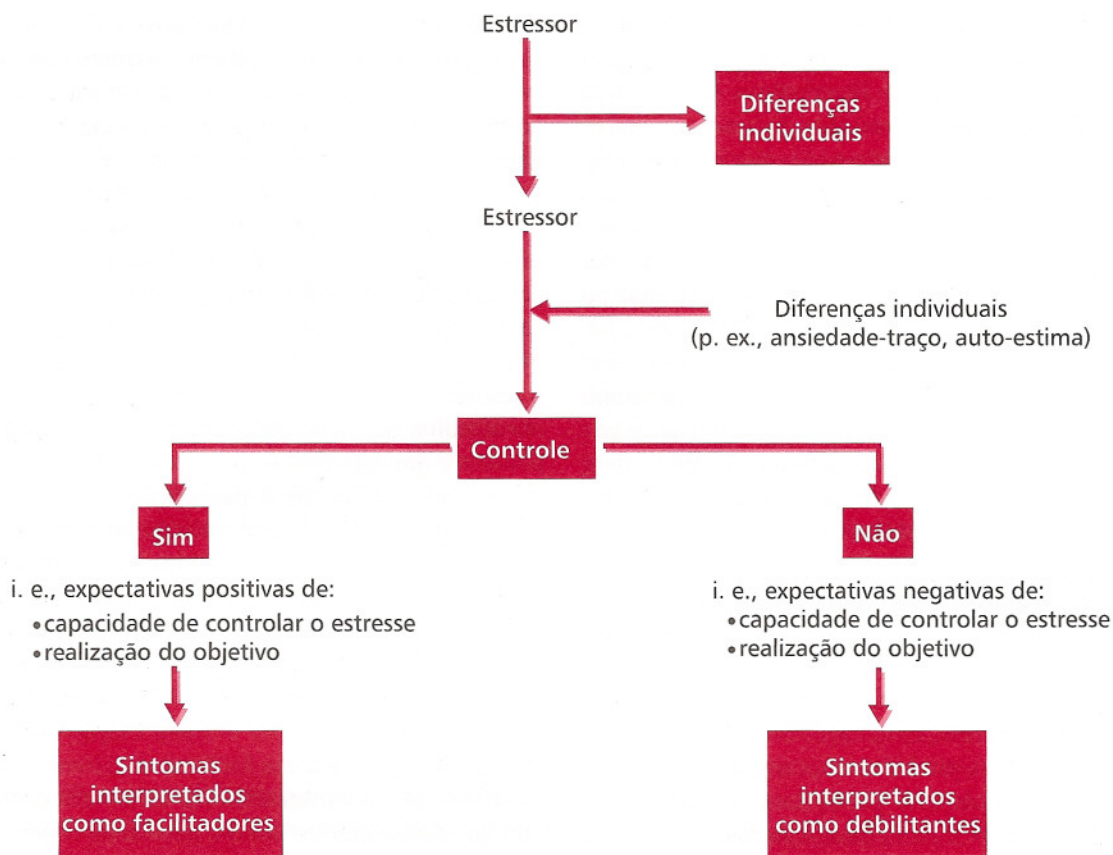 Estressor
Diferenças
individuais
Estressor
Diferenças individuais
(p. ex., ansiedade-traço, auto-estima)
Controle
Sim
Não
i. e., expectativas positivas de:
•capacidade de controlar o estresse
•realização do objetivo
i. e., expectativas negativas de:
•capacidade de controlar o estresse
•realização do objetivo
Sintomas
interpretados
como facilitadores
Sintomas
interpretados
como debilitantes